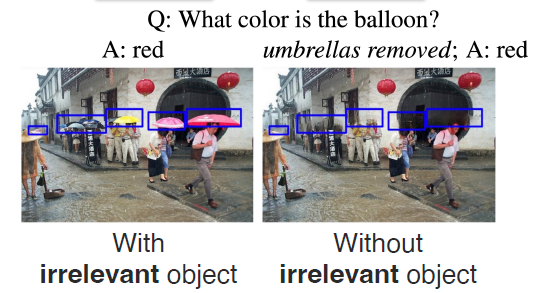 Q: What color is the balloon?
A: red
umbrellas removed; A: red
With
irrelevant object
Without
irrelevant object